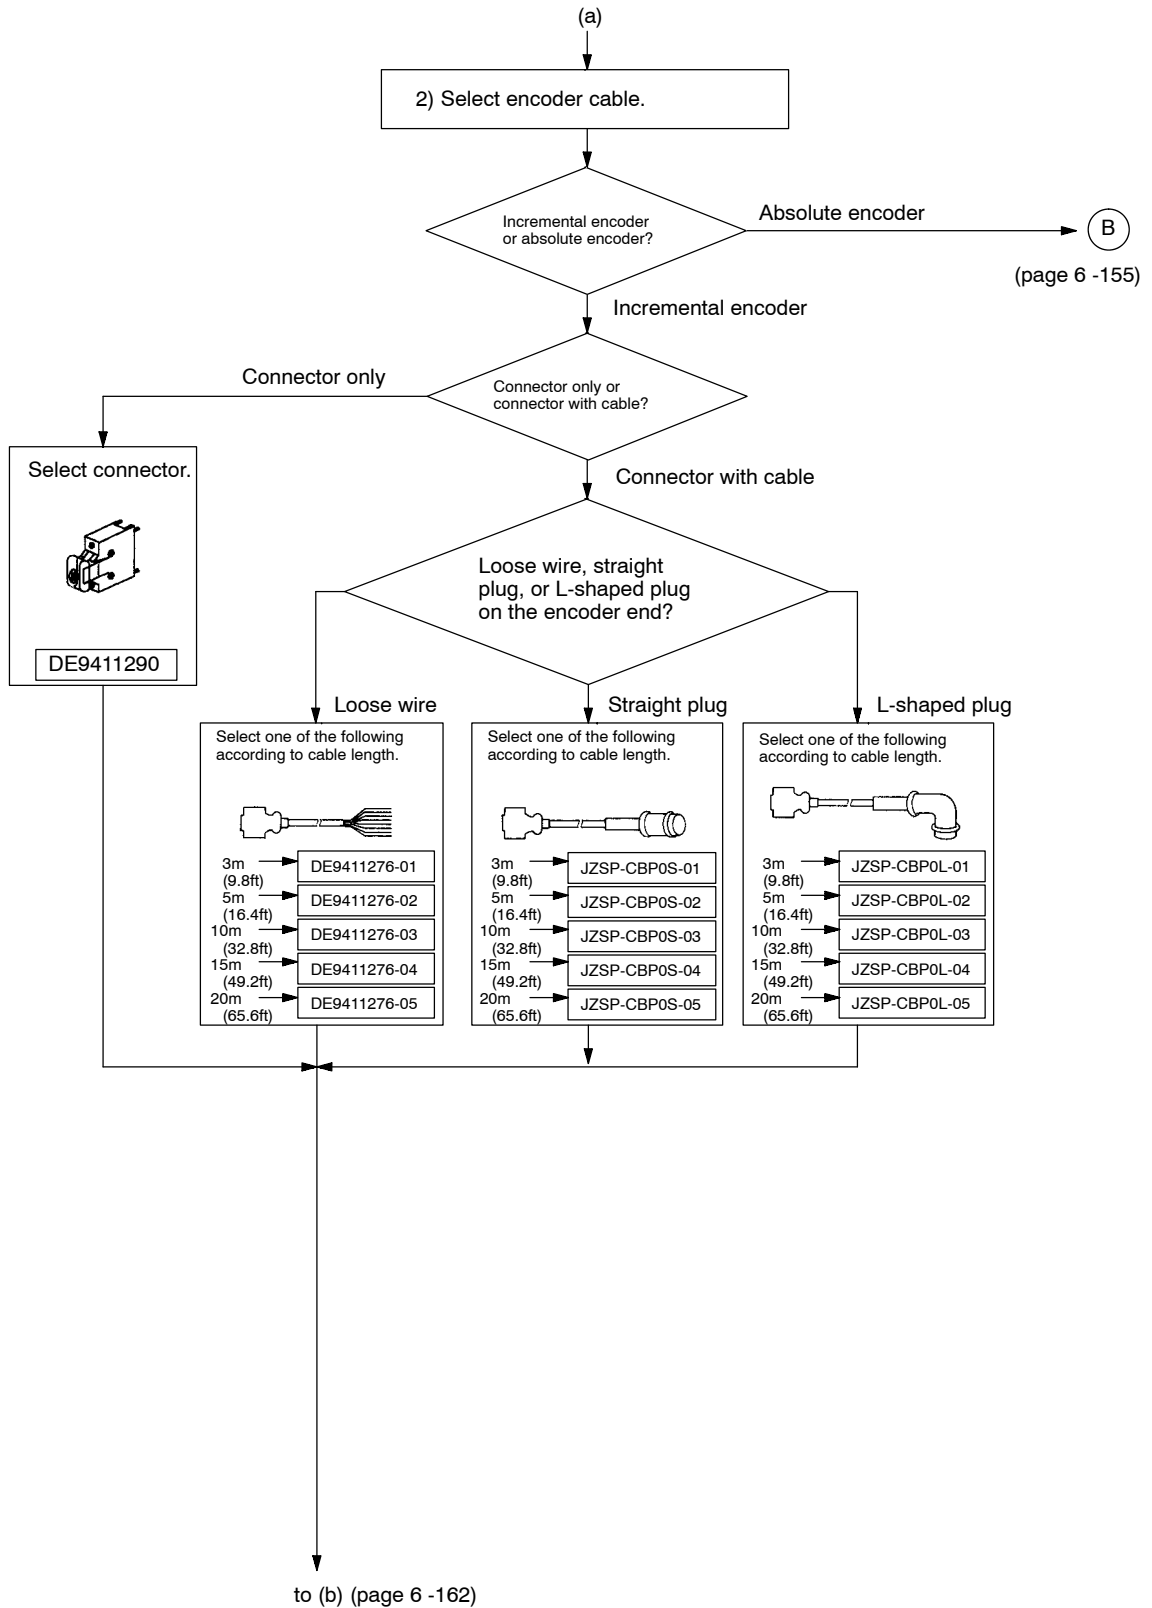 (a)
2) Select encoder cable.
Incremental encoder
or absolute encoder?
Absolute encoder
B
(page 6 -155)
Incremental encoder
Connector only
Connector only or
connector with cable?
Select connector.
DE9411290
Connector with cable
Loose wire, straight
plug, or L-shaped plug
on the encoder end?
Loose wire
Select one of the following
according to cable length.
3m
(9.8ft)
DE9411276-01
5m
(16.4ft)
DE9411276-02
10m
(32.8ft)
DE9411276-03
15m
(49.2ft)
DE9411276-04
20m
(65.6ft)
DE9411276-05
Straight plug
Select one of the following
according to cable length.
3m
(9.8ft)
JZSP-CBP0S-01
5m
(16.4ft)
JZSP-CBP0S-02
10m
(32.8ft)
JZSP-CBP0S-03
15m
(49.2ft)
JZSP-CBP0S-04
20m
(65.6ft)
JZSP-CBP0S-05
L-shaped plug
Select one of the following
according to cable length.
3m
(9.8ft)
JZSP-CBP0L-01
5m
(16.4ft)
JZSP-CBP0L-02
10m
(32.8ft)
JZSP-CBP0L-03
15m
(49.2ft)
JZSP-CBP0L-04
20m
(65.6ft)
JZSP-CBP0L-05
to (b) (page 6 -162)